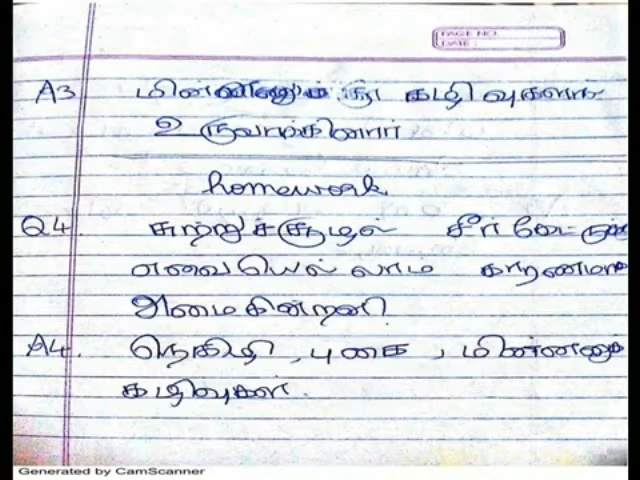 PAGE NO.
DATE :
A3 கழிவுகளால்
உருவாக்கினார்
homework
Q4 சுற்றுச்சூழல் சீர்கேட்டிற்கு
எவையெல்லாம் காரணமாக
அமைகின்றன
A4. நெகிழி, புகை, மின்னணு
கழிவுகள்.
Generated by CamScanner